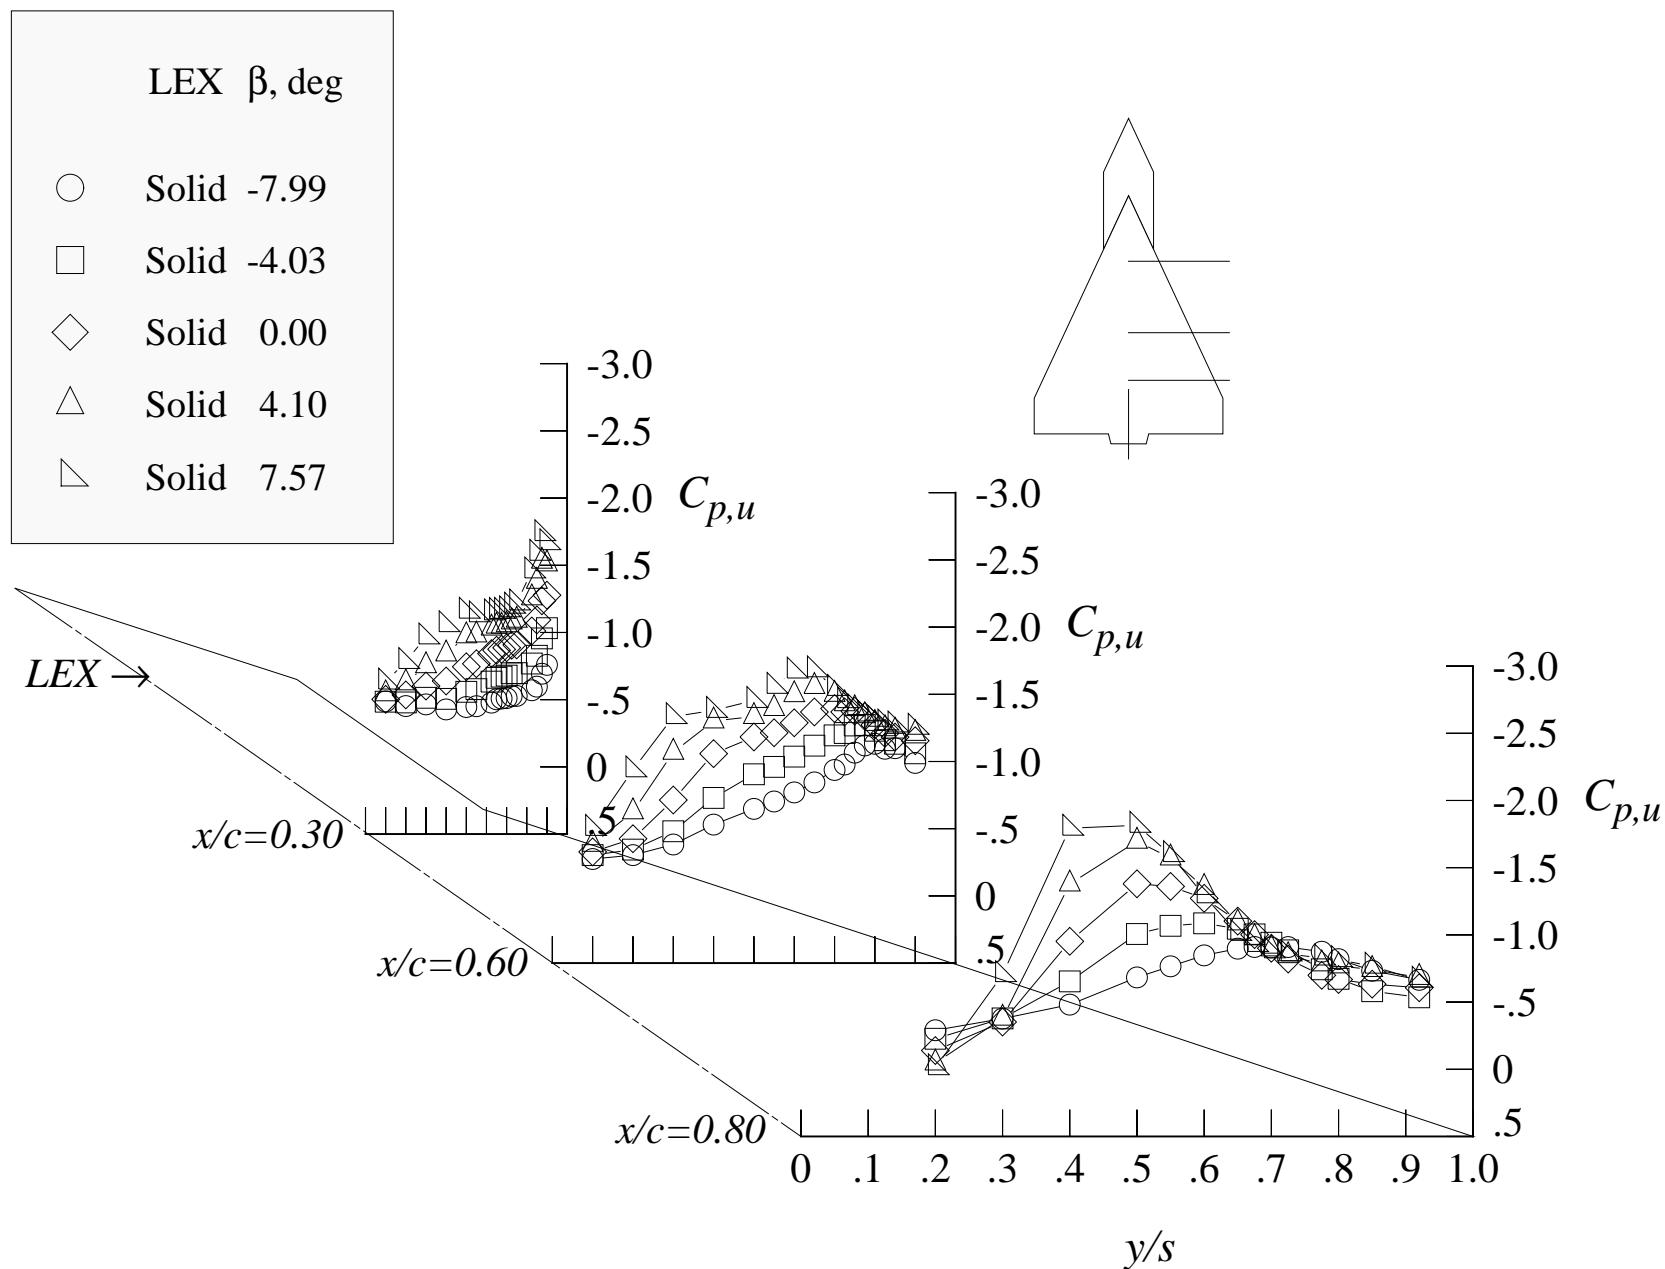 LEX β, deg
Solid -7.99
Solid -4.03
Solid 0.00
Solid 4.10
Solid 7.57
LEX →
-3.0
-2.5
-2.0
-1.5
-1.0
-.5
0
.5
Cp,u
x/c=0.30
-3.0
-2.5
-2.0
-1.5
-1.0
-.5
0
.5
Cp,u
x/c=0.60
-3.0
-2.5
-2.0
-1.5
-1.0
-.5
0
.5
Cp,u
x/c=0.80
0 .1 .2 .3 .4 .5 .6 .7 .8 .9 1.0
y/s